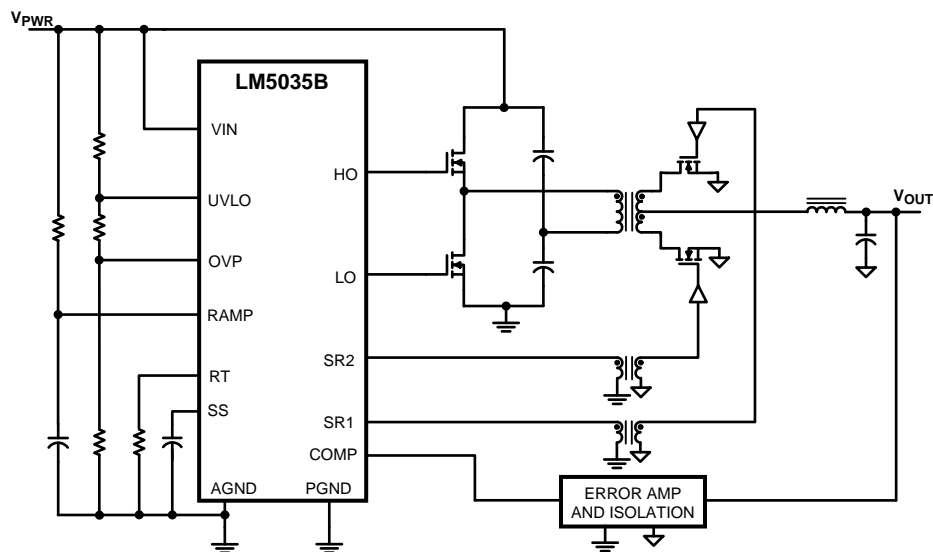 VPWR
LM5035B
VIN
HO
UVLO
VOUT
OVP
LO
RAMP
SR2
RT
SS
SR1
COMP
AGND PGND
ERROR AMP
AND ISOLATION